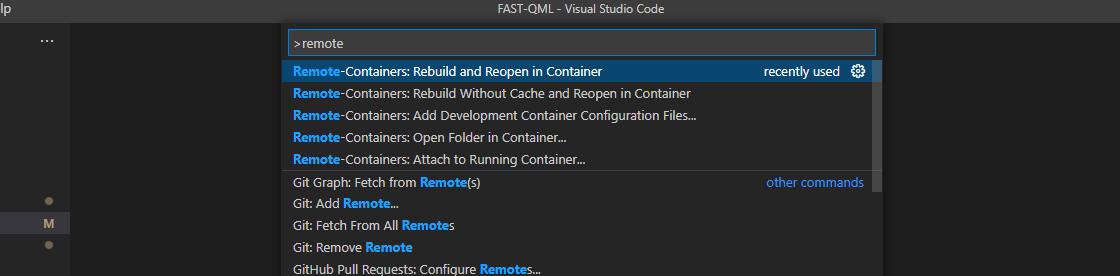 lp
FAST-QML - Visual Studio Code
...
>remote
Remote-Containers: Rebuild and Reopen in Container recently used
Remote-Containers: Rebuild Without Cache and Reopen in Container
Remote-Containers: Add Development Container Configuration Files...
Remote-Containers: Open Folder in Container...
Remote-Containers: Attach to Running Container...
Git Graph: Fetch from Remote(s) other commands
Git: Add Remote...
M Git: Fetch From All Remotes
Git: Remove Remote
GitHub Pull Requests: Configure Remotes...